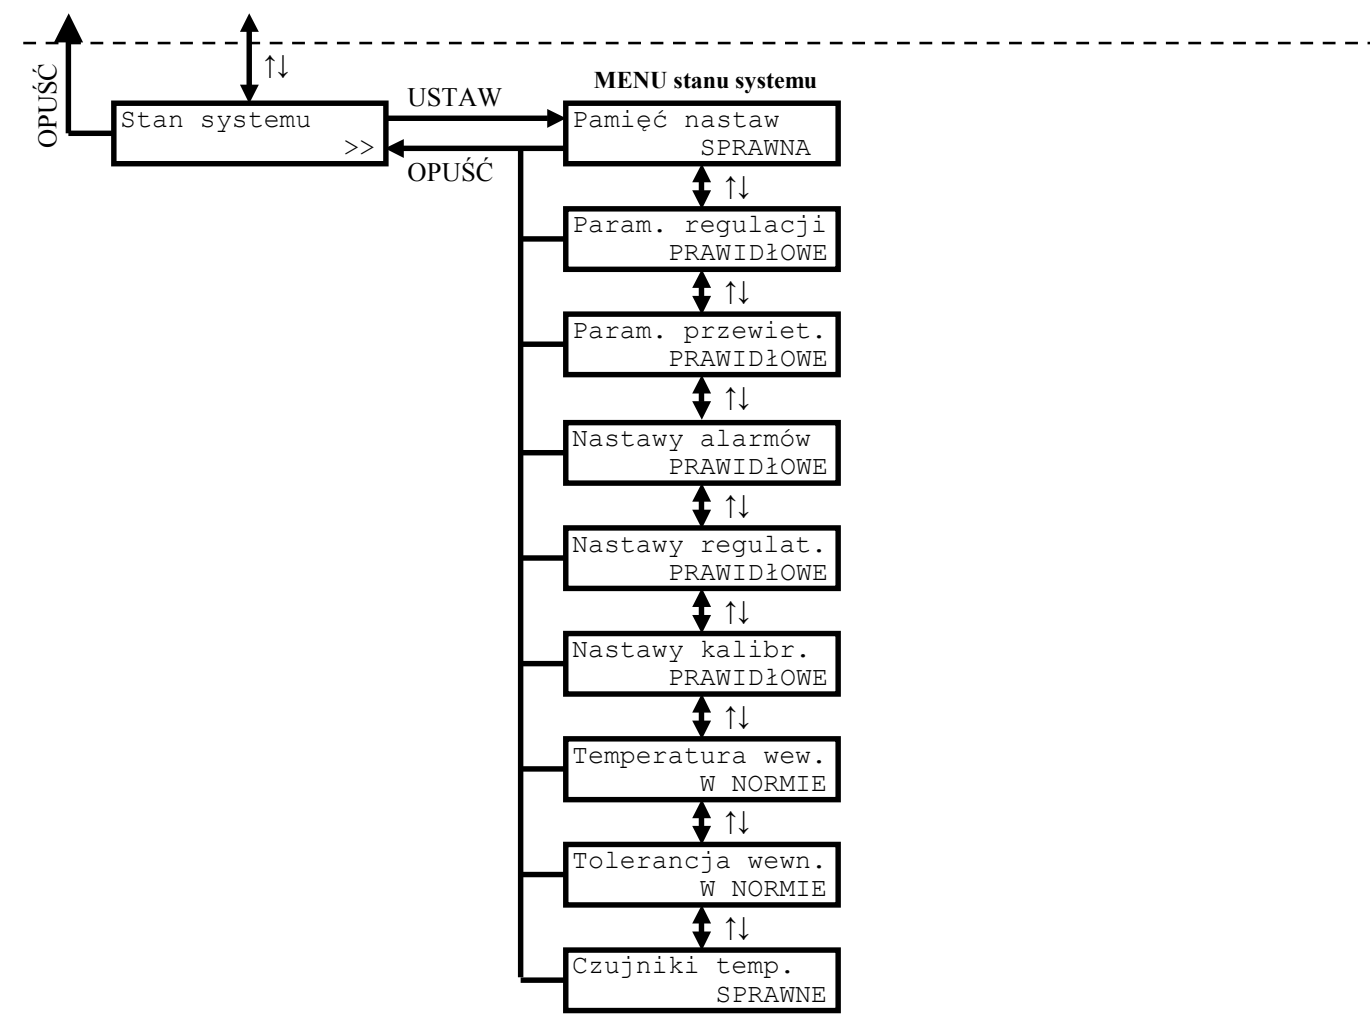 ↑↓
OPUŚĆ
MENU stanu systemu
USTAW
Stan systemu
>>
OPUŚĆ
Pamięć nastaw
SPRAWNA
↑↓
Param. regulacji
PRAWIDłOWE
↑↓
Param. przewiet.
PRAWIDłOWE
↑↓
Nastawy alarmów
PRAWIDłOWE
↑↓
Nastawy regulat.
PRAWIDłOWE
↑↓
Nastawy kalibr.
PRAWIDłOWE
↑↓
Temperatura wew.
W NORMIE
↑↓
Tolerancja wewn.
W NORMIE
↑↓
Czujniki temp.
SPRAWNE